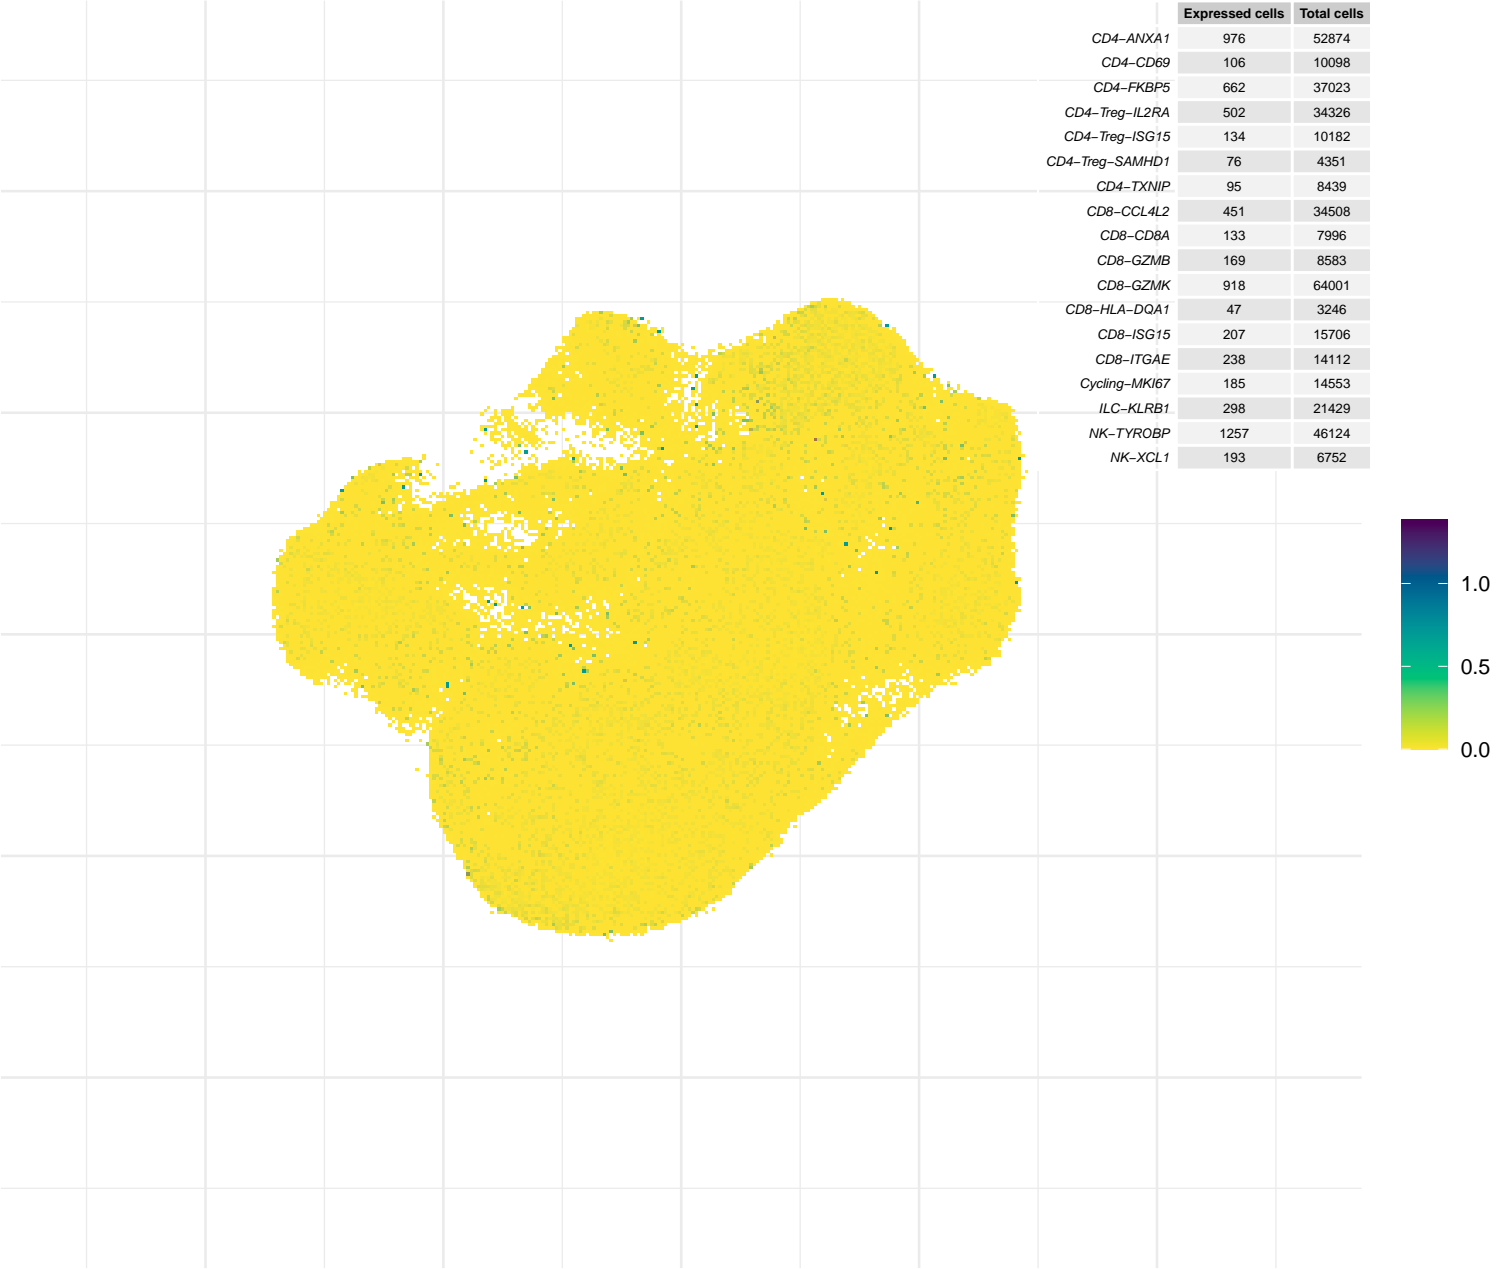 Expressed cells Total cells
CD4−ANXA1 976 52874
CD4−CD69 106 10098
CD4−FKBP5 662 37023
CD4−Treg−IL2RA 502 34326
CD4−Treg−ISG15 134 10182
CD4−Treg−SAMHD1 76 4351
CD4−TXNIP 95 8439
CD8−CCL4L2 451 34508
CD8−CD8A 133 7996
CD8−GZMB 169 8583
CD8−GZMK 918 64001
CD8−HLA−DQA1 47 3246
CD8−ISG15 207 15706
CD8−ITGAE 238 14112
Cycling−MKI67 185 14553
ILC−KLRB1 298 21429
NK−TYROBP 1257 46124
NK−XCL1 193 6752
1.0
0.5
0.0